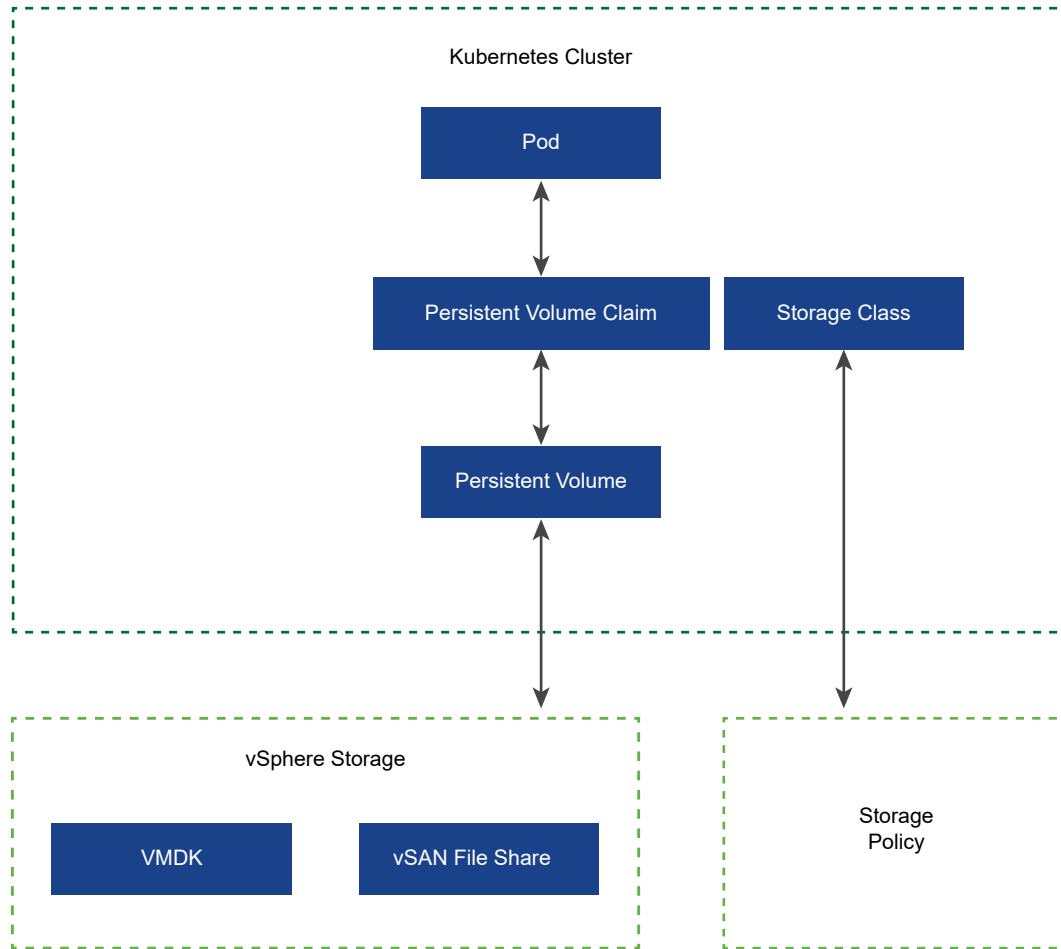 Kubernetes Cluster
Pod
Persistent Volume Claim
Storage Class
Persistent Volume
vSphere Storage
VMDK
vSAN File Share
Storage
Policy